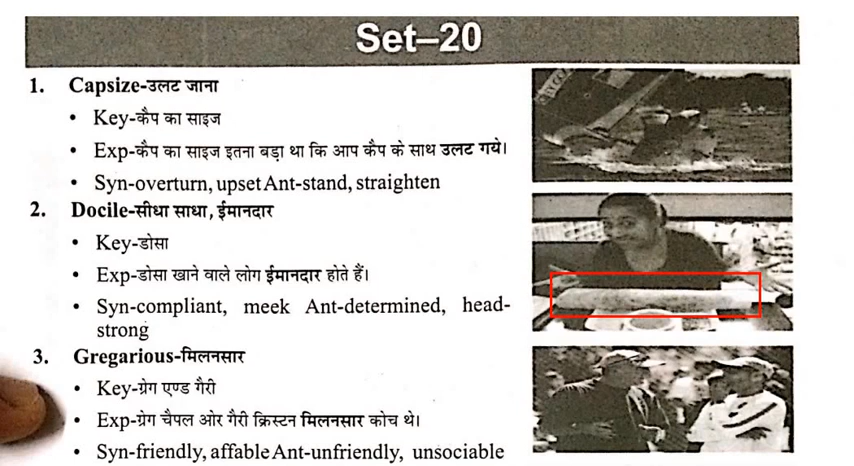 Set–20
1. Capsize-उलट जाना
• Key-कैप का साइज
• Exp-कैप का साइज इतना बड़ा था कि आप कैप के साथ उलट गये।
• Syn-overturn, upset Ant-stand, straighten
2. Docile-सीधा साधा, ईमानदार
• Key-डोसा
• Exp-डोसा खाने वाले लोग ईमानदार होते हैं।
• Syn-compliant, meek Ant-determined, head-
strong
3. Gregarious-मिलनसार
• Key-ग्रेग एण्ड गैरी
• Exp-ग्रेग चैपल ओर गैरी क्रिस्टन मिलनसार कोच थे।
• Syn-friendly, affable Ant-unfriendly, unsociable